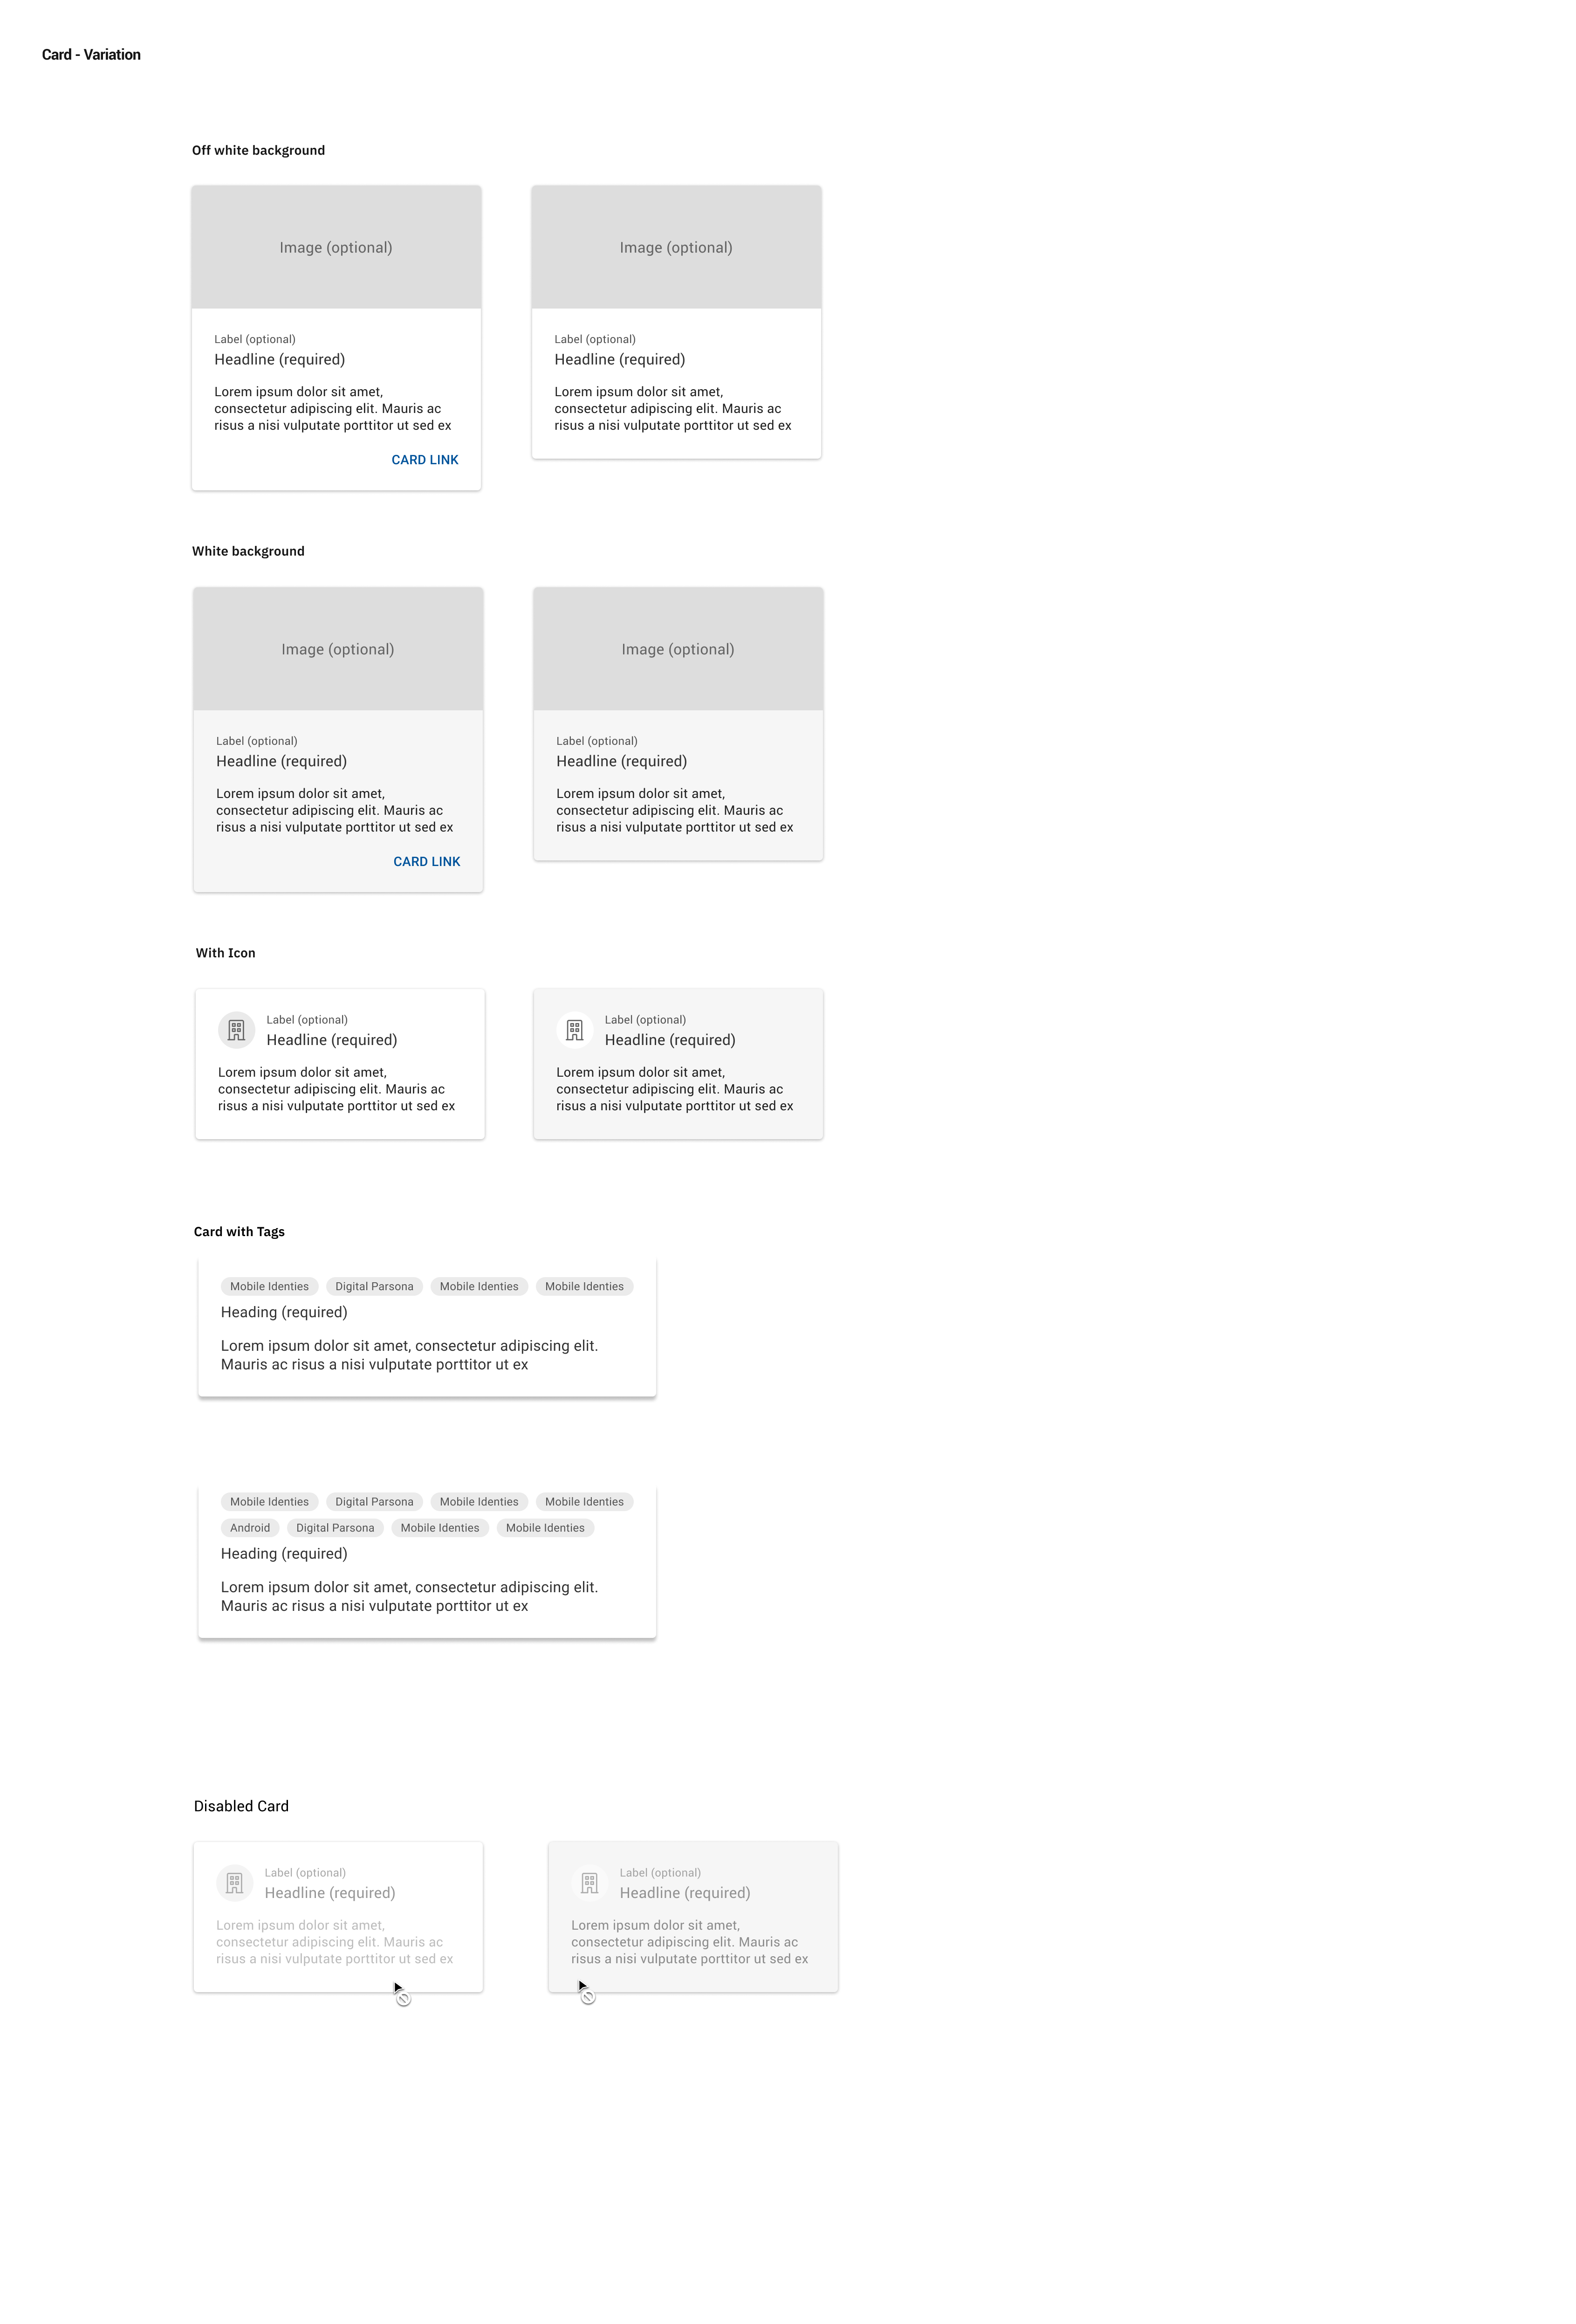 Card - Variation
Off white background
Image (optional)
Label (optional)
Headline (required)
Lorem ipsum dolor sit amet,
consectetur adipiscing elit. Mauris ac
risus a nisi vulputate porttitor ut sed ex
CARD LINK
Image (optional)
Label (optional)
Headline (required)
Lorem ipsum dolor sit amet,
consectetur adipiscing elit. Mauris ac
risus a nisi vulputate porttitor ut sed ex
White background
Image (optional)
Label (optional)
Headline (required)
Lorem ipsum dolor sit amet,
consectetur adipiscing elit. Mauris ac
risus a nisi vulputate porttitor ut sed ex
CARD LINK
Image (optional)
Label (optional)
Headline (required)
Lorem ipsum dolor sit amet,
consectetur adipiscing elit. Mauris ac
risus a nisi vulputate porttitor ut sed ex
With Icon
Label (optional)
Headline (required)
Lorem ipsum dolor sit amet,
consectetur adipiscing elit. Mauris ac
risus a nisi vulputate porttitor ut sed ex
Label (optional)
Headline (required)
Lorem ipsum dolor sit amet,
consectetur adipiscing elit. Mauris ac
risus a nisi vulputate porttitor ut sed ex
Card with Tags
Mobile Identies Digital Parsona Mobile Identies Mobile Identies
Heading (required)
Lorem ipsum dolor sit amet, consectetur adipiscing elit.
Mauris ac risus a nisi vulputate porttitor ut ex
Mobile Identies Digital Parsona Mobile Identies Mobile Identies
Android Digital Parsona Mobile Identies Mobile Identies
Heading (required)
Lorem ipsum dolor sit amet, consectetur adipiscing elit.
Mauris ac risus a nisi vulputate porttitor ut ex
Disabled Card
Label (optional)
Headline (required)
Lorem ipsum dolor sit amet,
consectetur adipiscing elit. Mauris ac
risus a nisi vulputate porttitor ut sed ex
Label (optional)
Headline (required)
Lorem ipsum dolor sit amet,
consectetur adipiscing elit. Mauris ac
risus a nisi vulputate porttitor ut sed ex